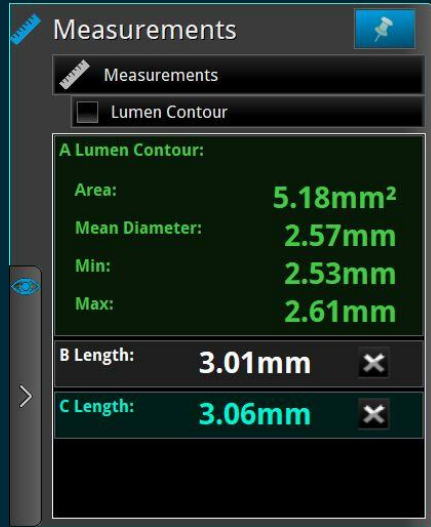 Measurements
Measurements
Lumen Contour
A Lumen Contour:
Area: 5.18mm²
Mean Diameter: 2.57mm
Min: 2.53mm
Max: 2.61mm
B Length: 3.01mm
C Length: 3.06mm